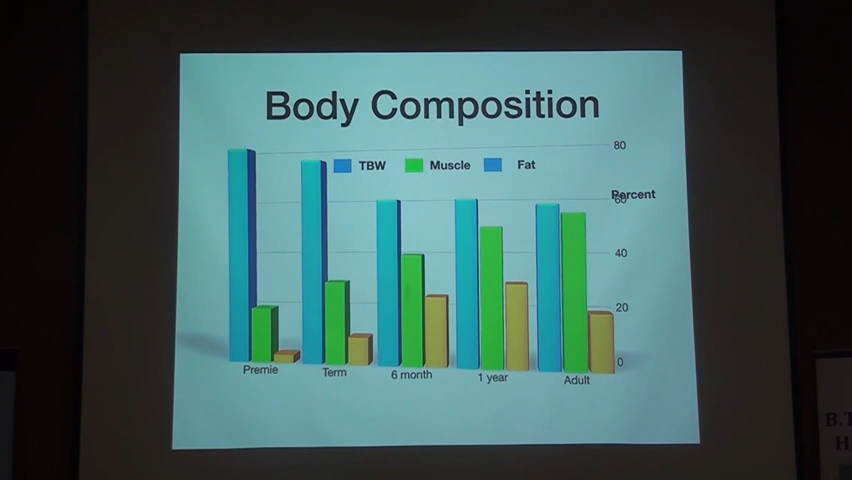 Body Composition
TBW Muscle Fat
80
Percent
60
40
20
0
Premie Term 6 month 1 year Adult
B.
H